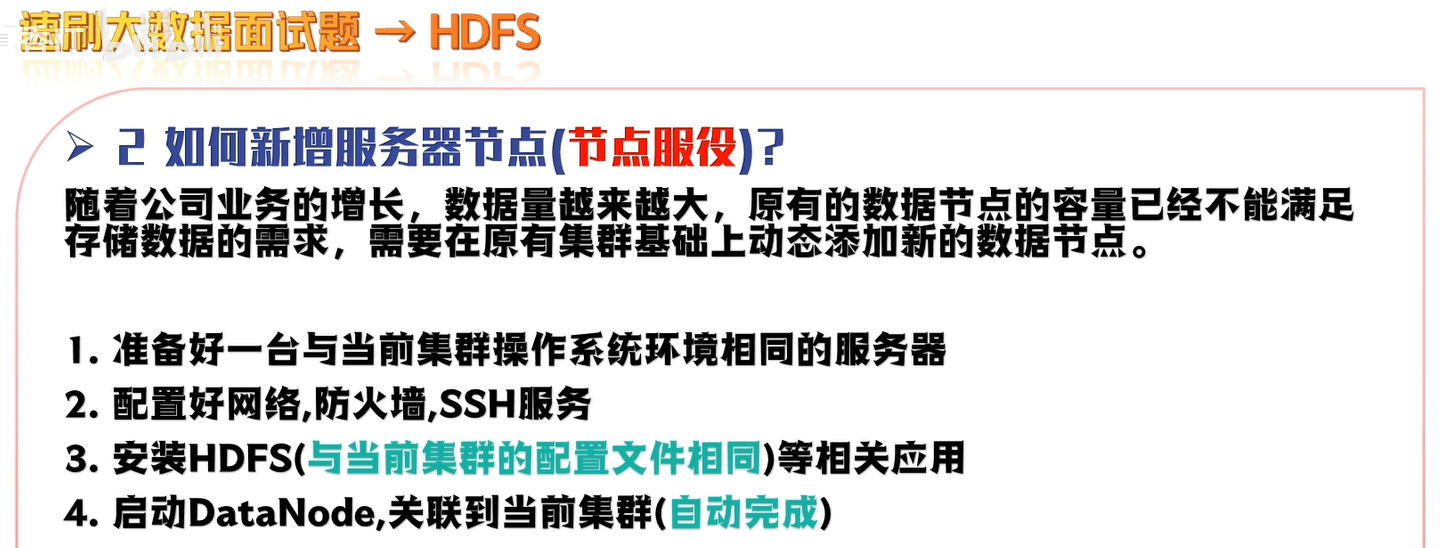 速刷大数据面试题 → HDFS
➢ 2 如何新增服务器节点(节点服役)?
随着公司业务的增长，数据量越来越大，原有的数据节点的容量已经不能满足
存储数据的需求，需要在原有集群基础上动态添加新的数据节点。
1. 准备好一台与当前集群操作系统环境相同的服务器
2. 配置好网络,防火墙,SSH服务
3. 安装HDFS(与当前集群的配置文件相同)等相关应用
4. 启动DataNode,关联到当前集群(自动完成)